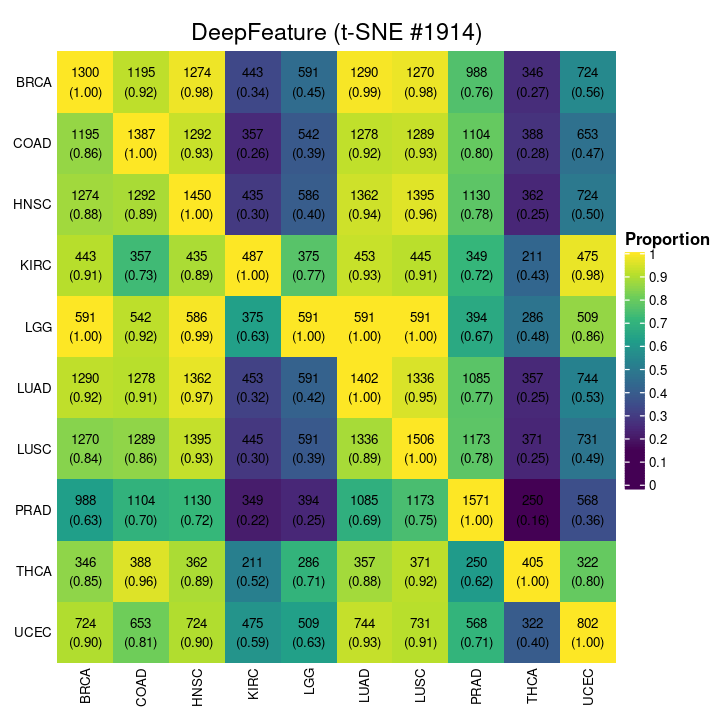 DeepFeature (t-SNE #1914)
BRCA 1300 1195 1274 443 591 1290 1270 988 346 724
(1.00) (0.92) (0.98) (0.34) (0.45) (0.99) (0.98) (0.76) (0.27) (0.56)
COAD 1195 1387 1292 357 542 1278 1289 1104 388 653
(0.86) (1.00) (0.93) (0.26) (0.39) (0.92) (0.93) (0.80) (0.28) (0.47)
HNSC 1274 1292 1450 435 586 1362 1395 1130 362 724
(0.88) (0.89) (1.00) (0.30) (0.40) (0.94) (0.96) (0.78) (0.25) (0.50)
KIRC 443 357 435 487 375 453 445 349 211 475
(0.91) (0.73) (0.89) (1.00) (0.77) (0.93) (0.91) (0.72) (0.43) (0.98)
LGG 591 542 586 375 591 591 591 394 286 509
(1.00) (0.92) (0.99) (0.63) (1.00) (1.00) (1.00) (0.67) (0.48) (0.86)
LUAD 1290 1278 1362 453 591 1402 1336 1085 357 744
(0.92) (0.91) (0.97) (0.32) (0.42) (1.00) (0.95) (0.77) (0.25) (0.53)
LUSC 1270 1289 1395 445 591 1336 1506 1173 371 731
(0.84) (0.86) (0.93) (0.30) (0.39) (0.89) (1.00) (0.78) (0.25) (0.49)
PRAD 988 1104 1130 349 394 1085 1173 1571 250 568
(0.63) (0.70) (0.72) (0.22) (0.25) (0.69) (0.75) (1.00) (0.16) (0.36)
THCA 346 388 362 211 286 357 371 250 405 322
(0.85) (0.96) (0.89) (0.52) (0.71) (0.88) (0.92) (0.62) (1.00) (0.80)
UCEC 724 653 724 475 509 744 731 568 322 802
(0.90) (0.81) (0.90) (0.59) (0.63) (0.93) (0.91) (0.71) (0.40) (1.00)
BRCA COAD HNSC KIRC LGG LUAD LUSC PRAD THCA UCEC
Proportion
1
0.9
0.8
0.7
0.6
0.5
0.4
0.3
0.2
0.1
0